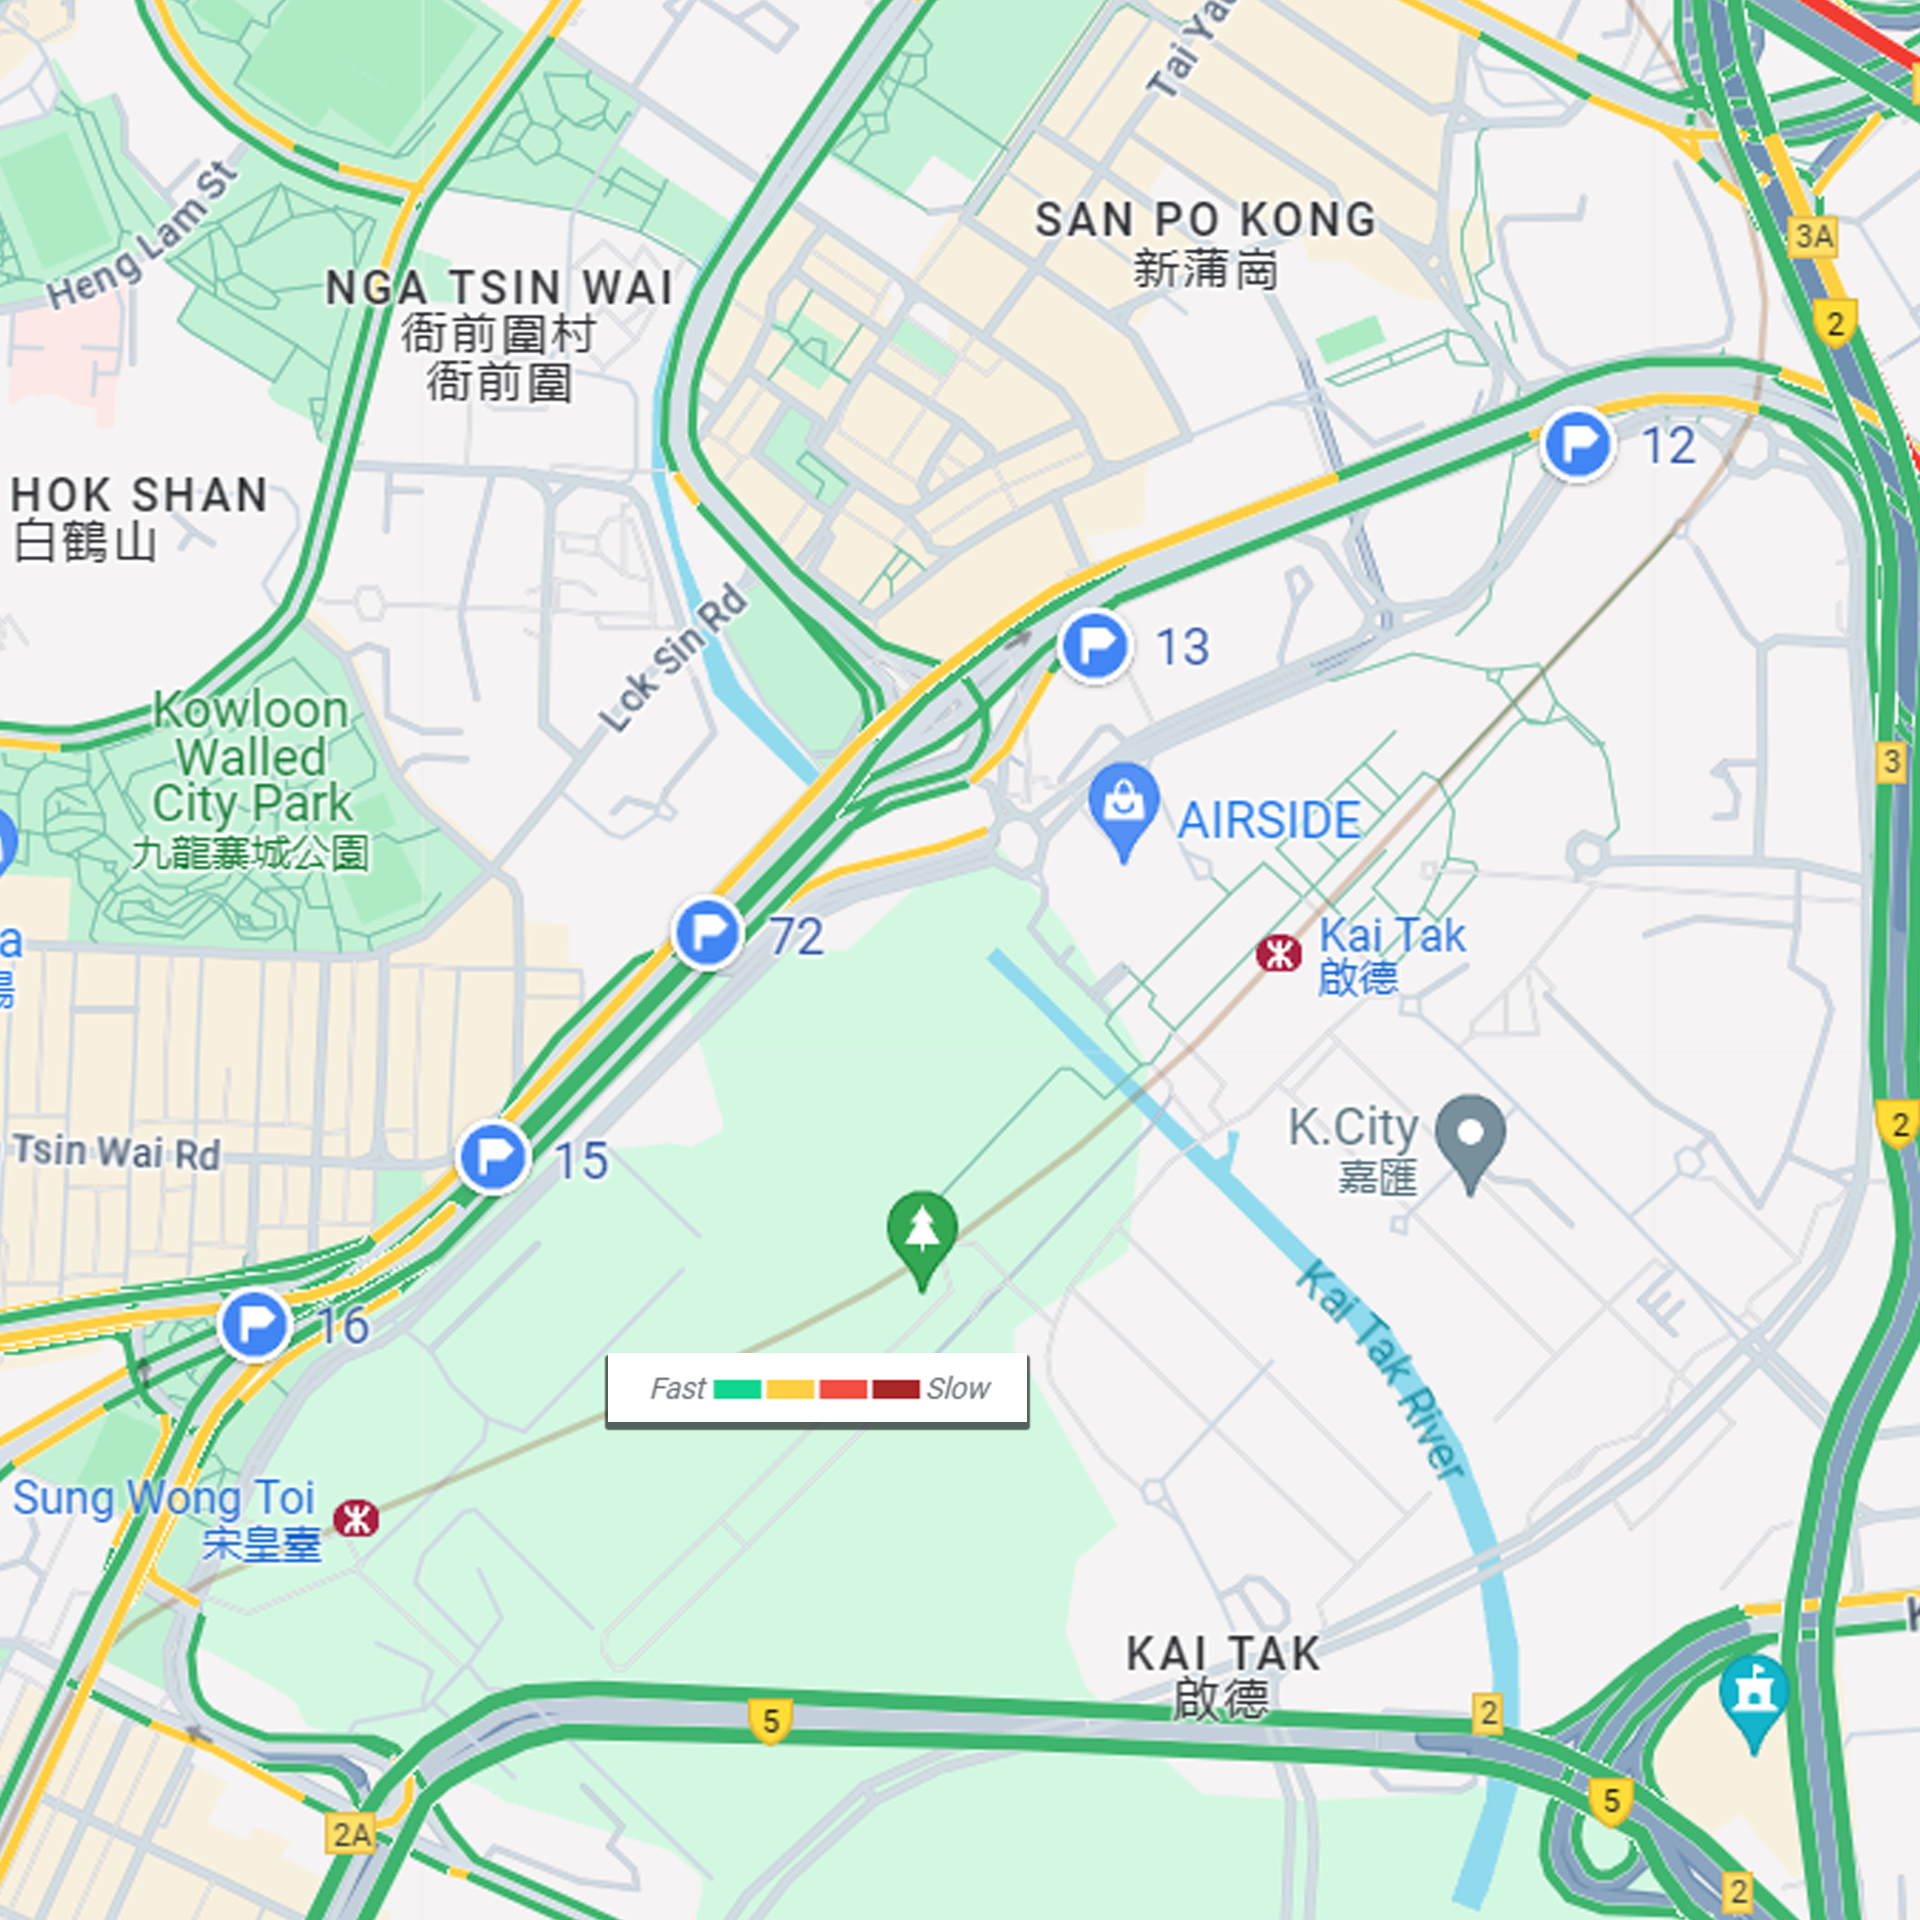 Tai Yau
Heng Lam St
SAN PO KONG
新蒲崗
3A
NGA TSIN WAI
衙前圍村
衙前圍
2
12
HOK SHAN
白鶴山
Lok Sin Rd
13
Kowloon
Walled
City Park
九龍寨城公園
3
AIRSIDE
a
72
Kai Tak
啟德
2
K.City
嘉匯
Tsin Wai Rd
15
16
Kai Tak River
Fast
Slow
Sung Wong Toi
宋皇臺
K
KAI TAK
啟德
5
2
5
2A
2